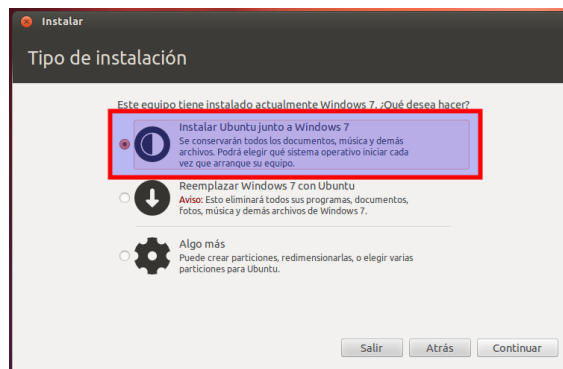 Instalar
Tipo de instalación
Este equipo tiene instalado actualmente Windows 7. ¿Qué desea hacer?
Instalar Ubuntu junto a Windows 7
Se conservarán todos los documentos, música y demás
archivos. Podrá elegir qué sistema operativo iniciar cada
vez que arranque su equipo.
Reemplazar Windows 7 con Ubuntu
Aviso: Esto eliminará todos sus programas, documentos,
fotos, música y demás archivos de Windows 7.
Algo más
Puede crear particiones, redimensionarlas, o elegir varias
particiones para Ubuntu.
Salir Atrás Continuar